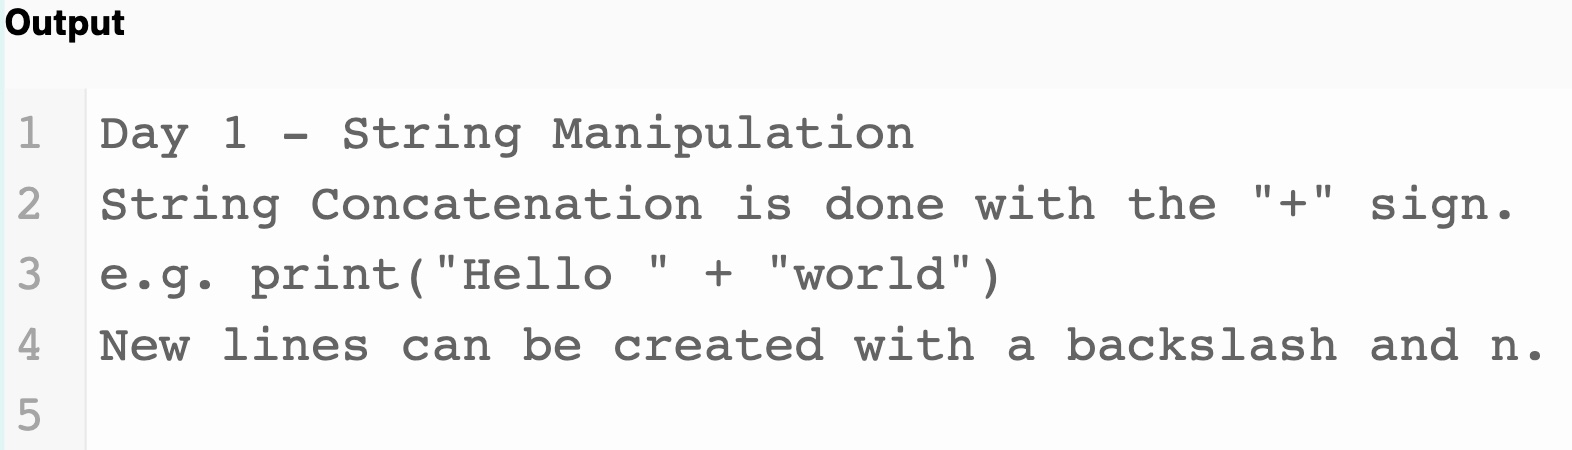 Output
1 Day 1 - String Manipulation
2 String Concatenation is done with the "+" sign.
3 e.g. print("Hello " + "world")
4 New lines can be created with a backslash and n.
5